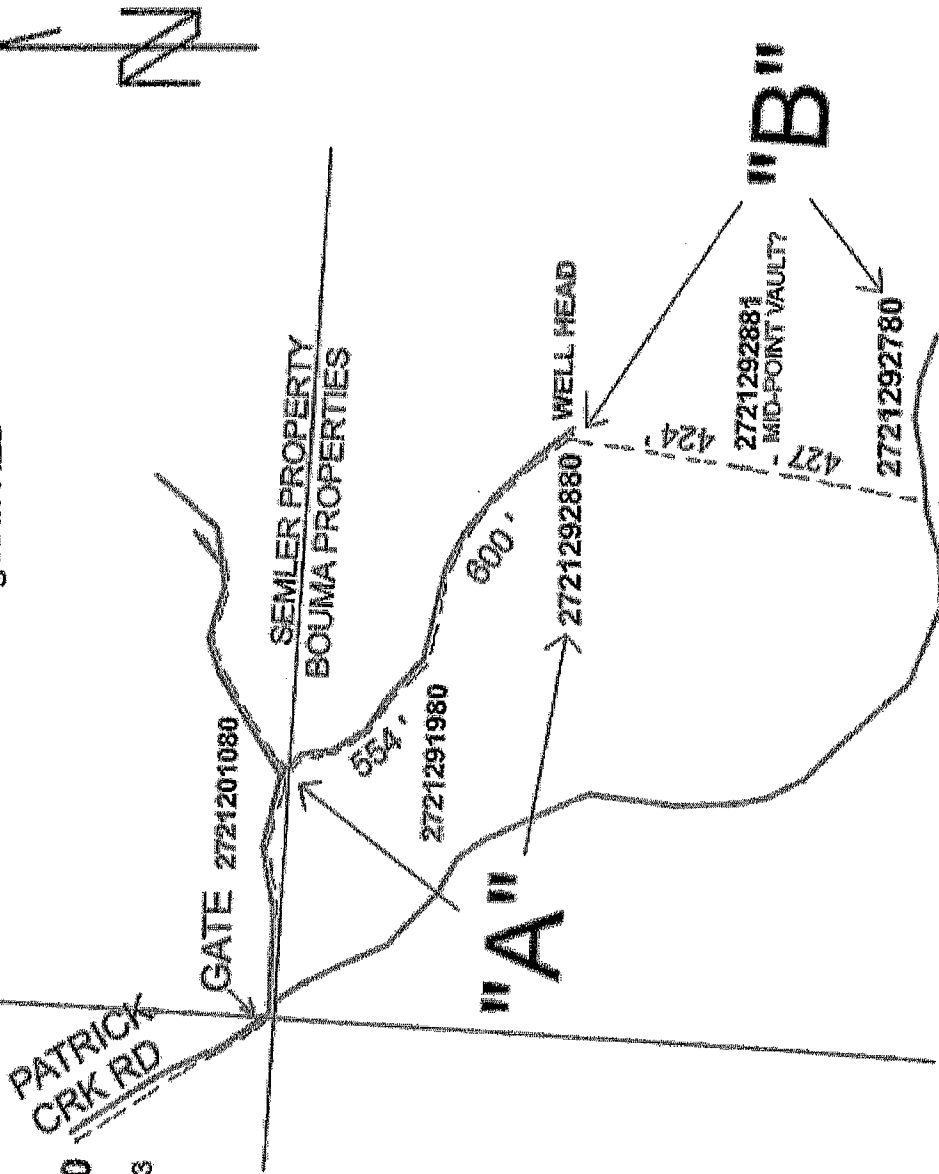 N
PATRICK
CRK RD
GATE 2721201080
SEMLER PROPERTY
BOUMA PROPERTIES
554'
2721291980
600'
"A"
2721292880
WELL HEAD
424'
2721292881
MID-POINT VAULT?
427'
2721292780
"B"